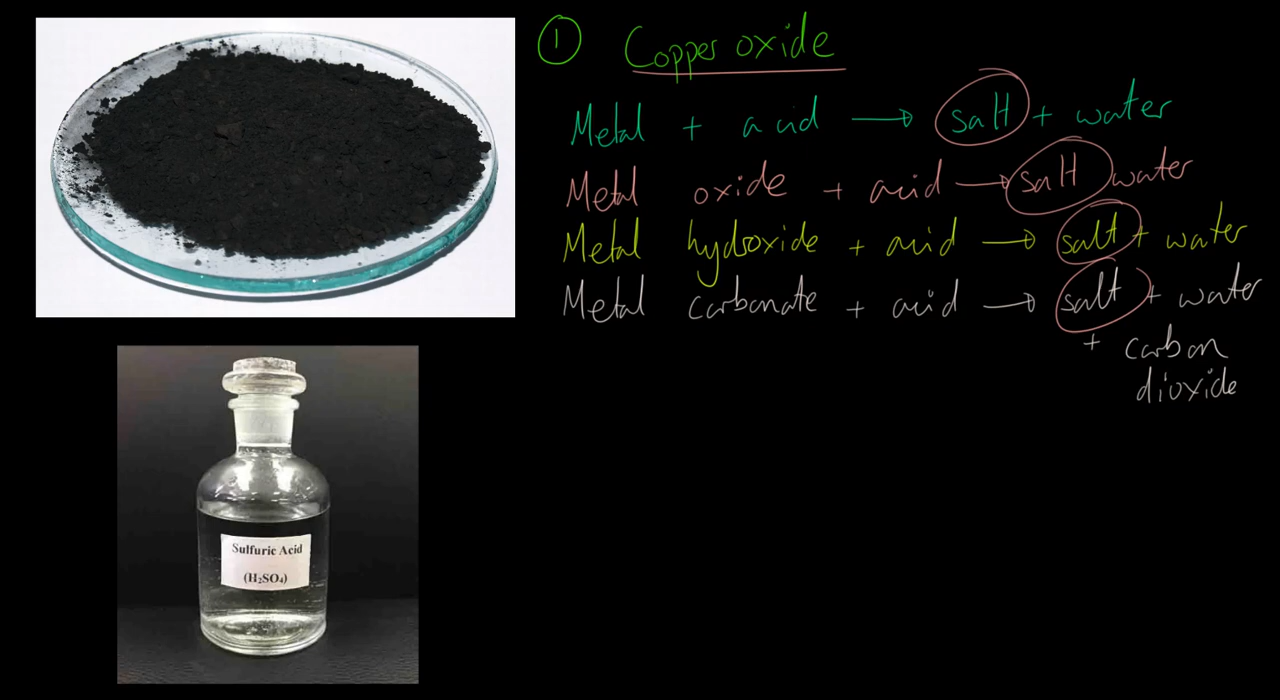 ① Copper oxide
Metal + acid → salt + water
Metal oxide + acid → salt water
Metal hydroxide + acid → salt + water
Metal carbonate + acid → salt + water
+ carbon
dioxide
Sulfuric Acid
(H₂SO₄)